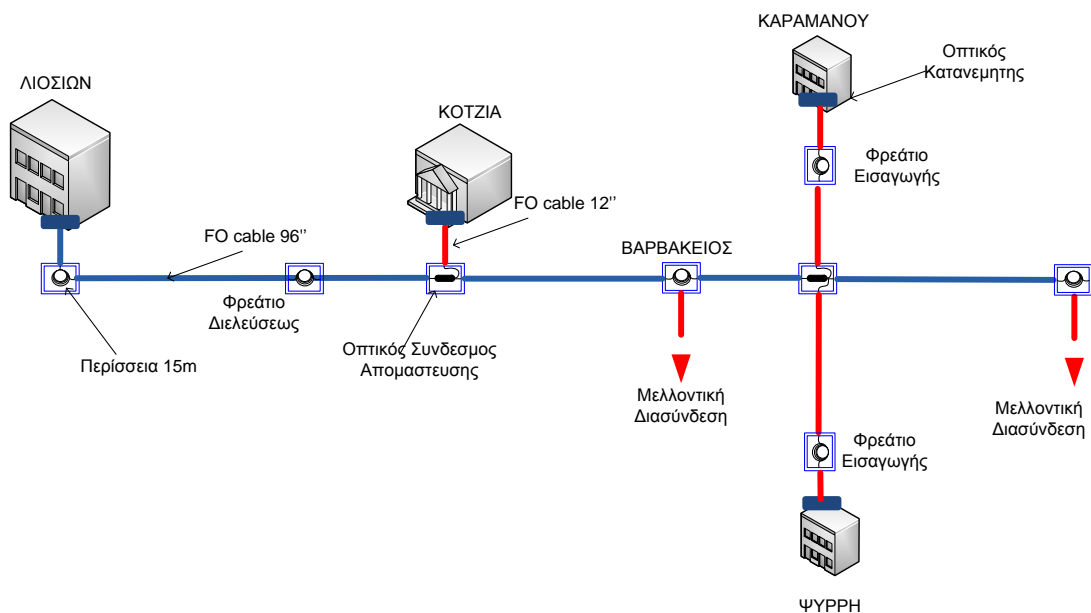 ΚΑΡΑΜΑΝΟΥ
Οπτικός
Κατανεμητης
ΛΙΟΣΙΩΝ
ΚΟΤΖΙΑ
Φρεάτιο
Εισαγωγής
FO cable 12’’
FO cable 96’’
ΒΑΡΒΑΚΕΙΟΣ
Φρεάτιο
Διελεύσεως
Περίσσεια 15m
Οπτικός Συνδεσμος
Απομαστευσης
Μελλοντική
Διασύνδεση
Μελλοντική
Διασύνδεση
Φρεάτιο
Εισαγωγής
ΨΥΡΡΗ